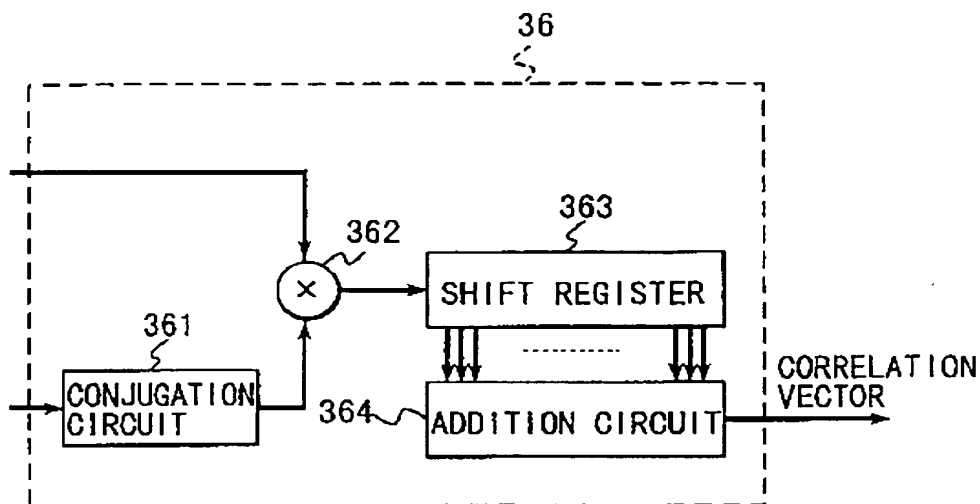 36
363
362
SHIFT REGISTER
361
CONJUGATION
CIRCUIT
364
ADDITION CIRCUIT
CORRELATION
VECTOR